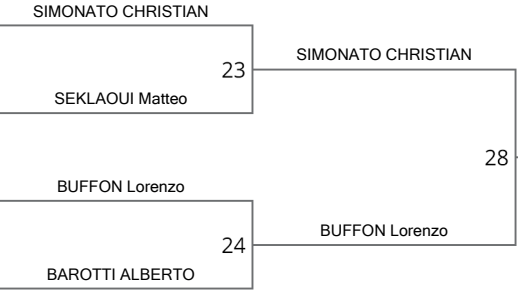 SIMONATO CHRISTIAN
23
SIMONATO CHRISTIAN
SEKLAOUI Matteo
28
BUFFON Lorenzo
24
BUFFON Lorenzo
BAROTTI ALBERTO